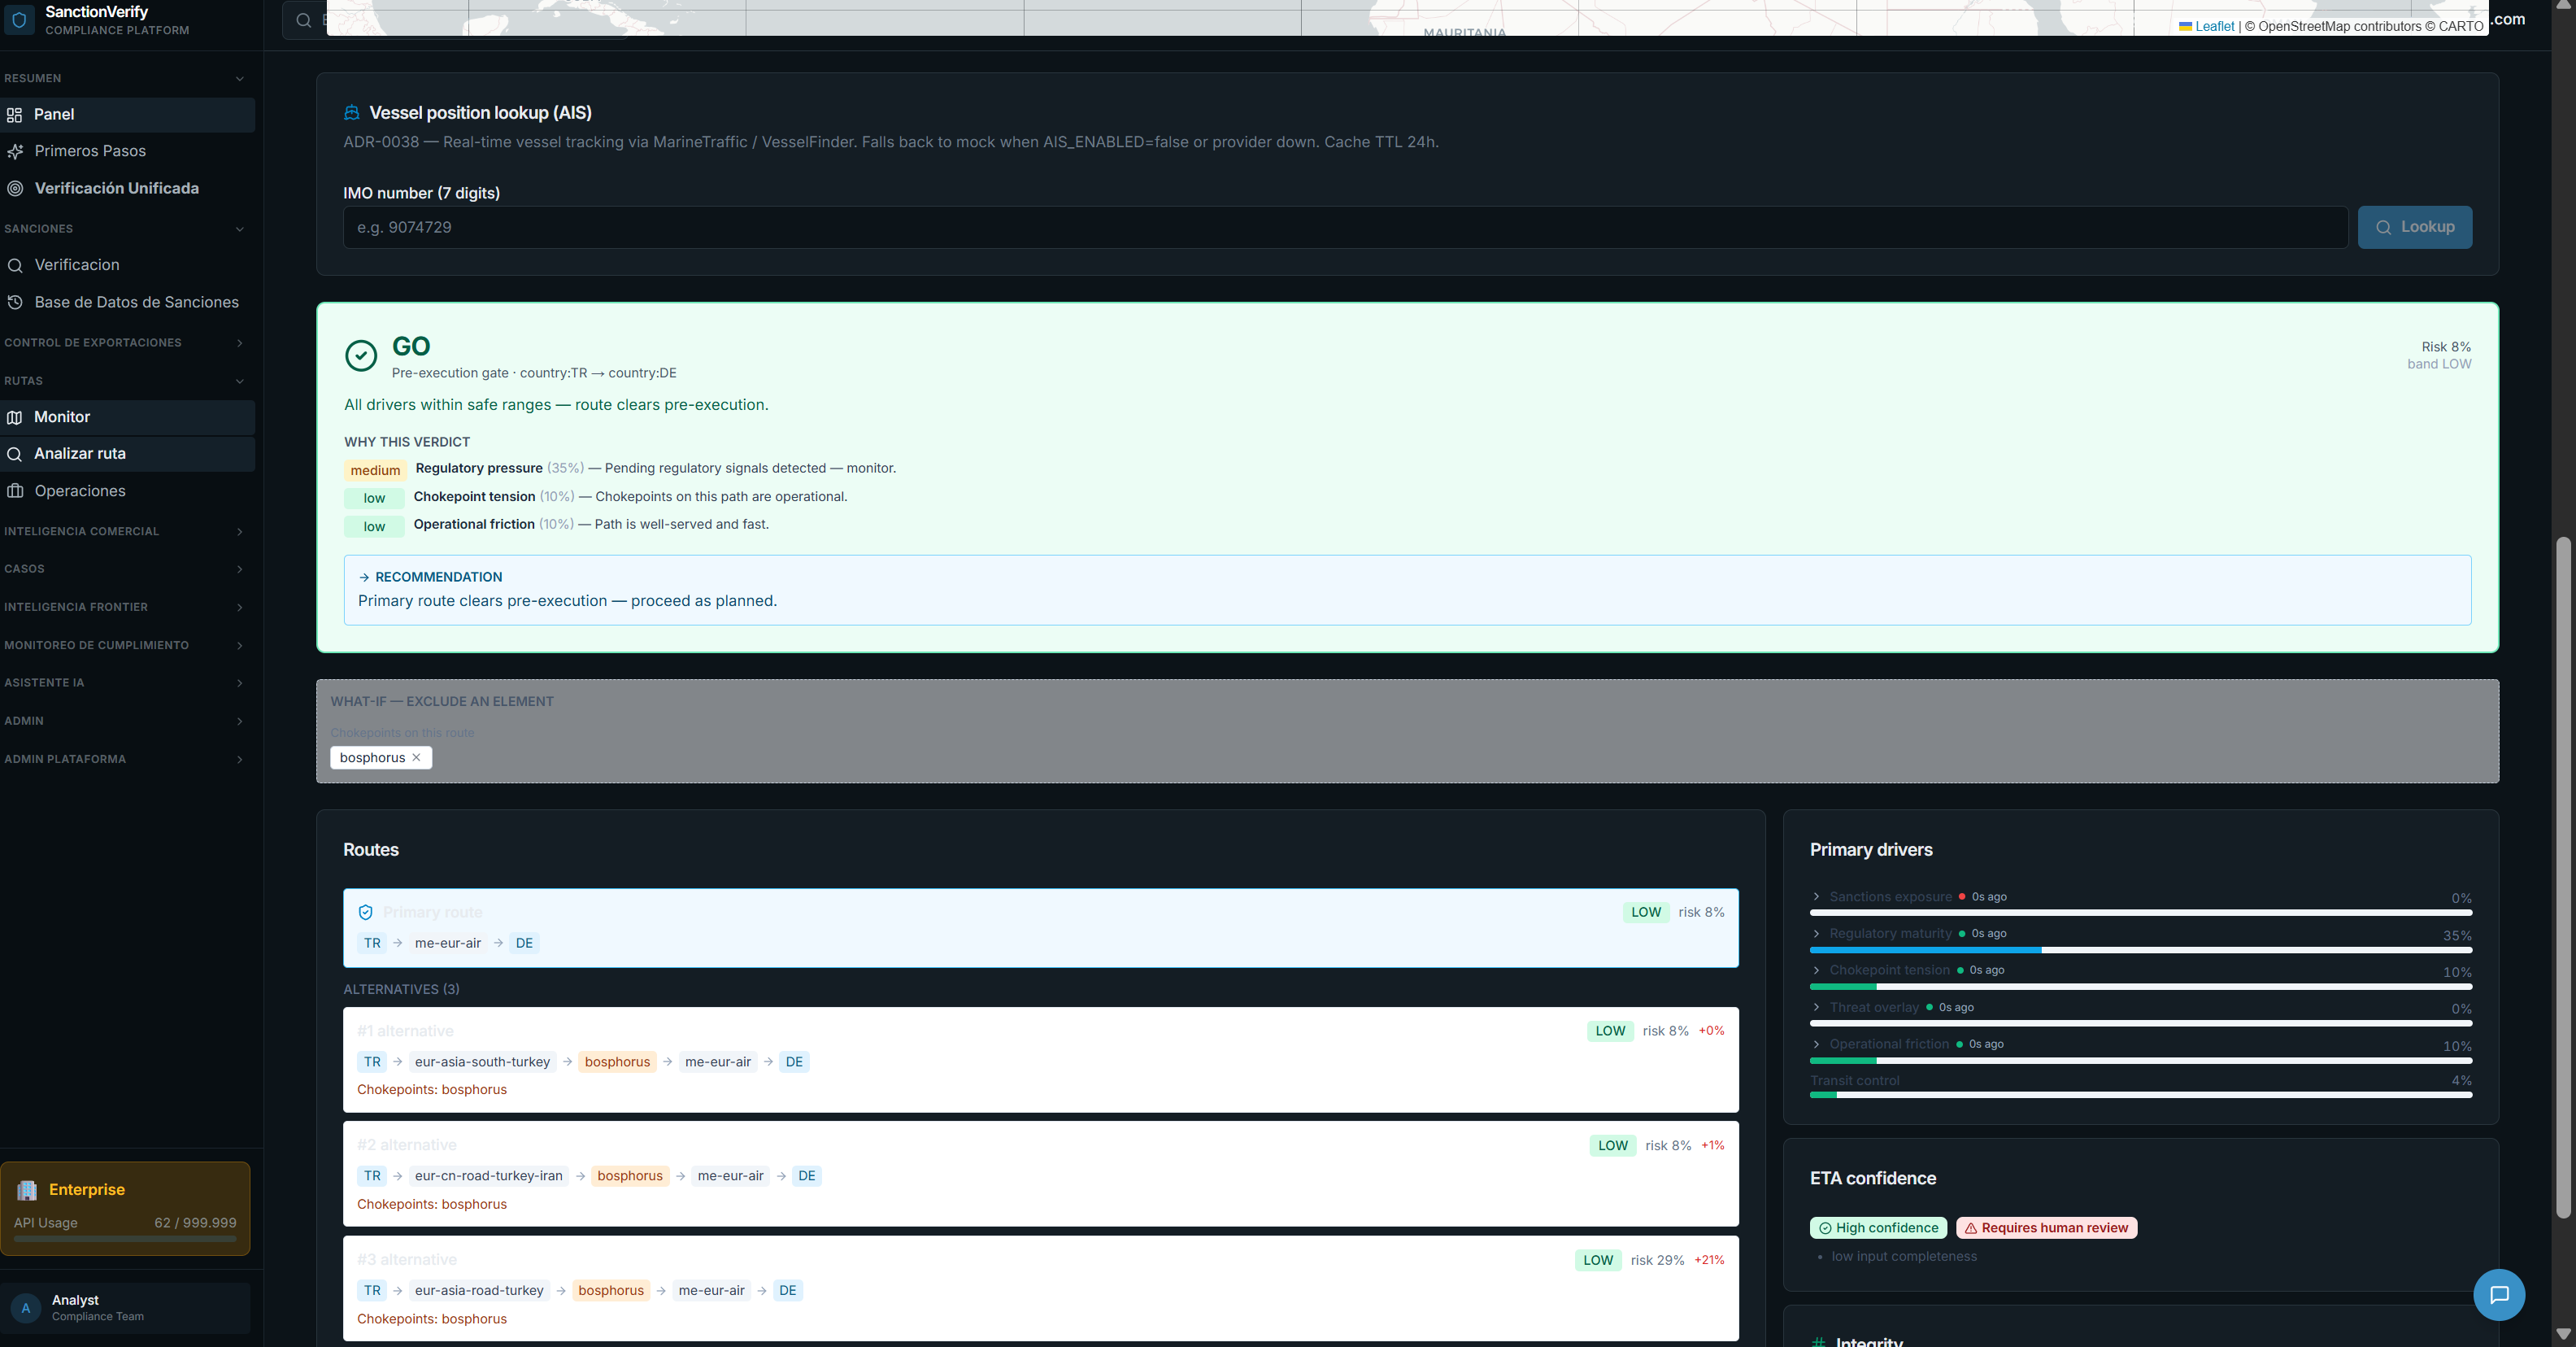 SanctionVerify
COMPLIANCE PLATFORM
RESUMEN
Panel
Primeros Pasos
Verificación Unificada
SANCIONES
Verificacion
Base de Datos de Sanciones
CONTROL DE EXPORTACIONES
RUTAS
Monitor
Analizar ruta
Operaciones
INTELIGENCIA COMERCIAL
CASOS
INTELIGENCIA FRONTIER
MONITOREO DE CUMPLIMIENTO
ASISTENTE IA
ADMIN
ADMIN PLATAFORMA
Enterprise
API Usage 62 / 999.999
A
Analyst
Compliance Team
MAURITANIA
Leaflet | © OpenStreetMap contributors © CARTO
.com
Vessel position lookup (AIS)
ADR-0038 — Real-time vessel tracking via MarineTraffic / VesselFinder. Falls back to mock when AIS_ENABLED=false or provider down. Cache TTL 24h.
IMO number (7 digits)
e.g. 9074729
Lookup
GO
Pre-execution gate · country:TR → country:DE
Risk 8%
band LOW
All drivers within safe ranges — route clears pre-execution.
WHY THIS VERDICT
medium Regulatory pressure (35%) — Pending regulatory signals detected — monitor.
low Chokepoint tension (10%) — Chokepoints on this path are operational.
low Operational friction (10%) — Path is well-served and fast.
→ RECOMMENDATION
Primary route clears pre-execution — proceed as planned.
WHAT-IF — EXCLUDE AN ELEMENT
Chokepoints on this route
bosphorus ×
Routes
Primary route LOW risk 8%
TR → me-eur-air → DE
ALTERNATIVES (3)
#1 alternative LOW risk 8% +0%
TR → eur-asia-south-turkey → bosphorus → me-eur-air → DE
Chokepoints: bosphorus
#2 alternative LOW risk 8% +1%
TR → eur-cn-road-turkey-iran → bosphorus → me-eur-air → DE
Chokepoints: bosphorus
#3 alternative LOW risk 29% +21%
TR → eur-asia-road-turkey → bosphorus → me-eur-air → DE
Chokepoints: bosphorus
Primary drivers
Sanctions exposure 0s ago 0%
Regulatory maturity 0s ago 35%
Chokepoint tension 0s ago 10%
Threat overlay 0s ago 0%
Operational friction 0s ago 10%
Transit control 4%
ETA confidence
High confidence Requires human review
• low input completeness
# Integrity